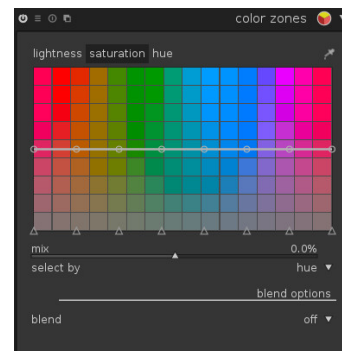 color zones
lightness saturation hue
mix 0.0%
select by hue
blend options
blend off